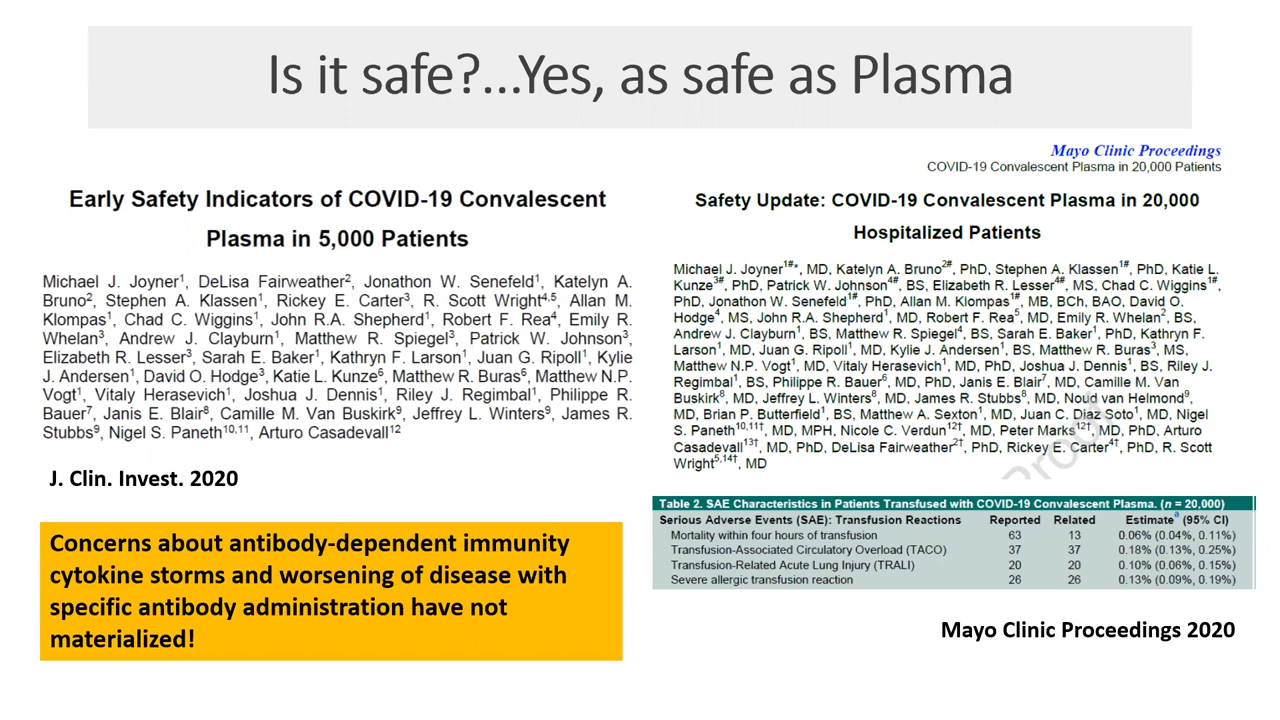 Is it safe?...Yes, as safe as Plasma
Early Safety Indicators of COVID-19 Convalescent
Plasma in 5,000 Patients
Michael J. Joyner1, DeLisa Fairweather2, Jonathon W. Senefeld1, Katelyn A.
Bruno2, Stephen A. Klassen1, Rickey E. Carter3, R. Scott Wright4,5, Allan M.
Klompas1, Chad C. Wiggins1, John R.A. Shepherd1, Robert F. Rea4, Emily R.
Whelan3, Andrew J. Clayburn1, Matthew R. Spiegel3, Patrick W. Johnson3,
Elizabeth R. Lesser3, Sarah E. Baker1, Kathryn F. Larson1, Juan G. Ripoll1, Kylie
J. Andersen1, David O. Hodge3, Katie L. Kunze6, Matthew R. Buras6, Matthew N.P.
Vogt1, Vitaly Herasevich1, Joshua J. Dennis1, Riley J. Regimbal1, Philippe R.
Bauer7, Janis E. Blair8, Camille M. Van Buskirk9, Jeffrey L. Winters9, James R.
Stubbs9, Nigel S. Paneth10,11, Arturo Casadevall12
J. Clin. Invest. 2020
Concerns about antibody-dependent immunity
cytokine storms and worsening of disease with
specific antibody administration have not
materialized!
Mayo Clinic Proceedings
COVID-19 Convalescent Plasma in 20,000 Patients
Safety Update: COVID-19 Convalescent Plasma in 20,000
Hospitalized Patients
Michael J. Joyner1#*, MD, Katelyn A. Bruno2#, PhD, Stephen A. Klassen1#, PhD, Katie L.
Kunze3#, PhD, Patrick W. Johnson4#, BS, Elizabeth R. Lesser4#, MS, Chad C. Wiggins1#,
PhD, Jonathon W. Senefeld1#, PhD, Allan M. Klompas1#, MB, BCh, BAO, David O.
Hodge4, MS, John R.A. Shepherd1, MD, Robert F. Rea5, MD, Emily R. Whelan2, BS,
Andrew J. Clayburn1, BS, Matthew R. Spiegel4, BS, Sarah E. Baker1, PhD, Kathryn F.
Larson1, MD, Juan G. Ripoll1, MD, Kylie J. Andersen1, BS, Matthew R. Buras3, MS,
Matthew N.P. Vogt1, MD, Vitaly Herasevich1, MD, PhD, Joshua J. Dennis1, BS, Riley J.
Regimbal1, BS, Philippe R. Bauer6, MD, PhD, Janis E. Blair7, MD, Camille M. Van
Buskirk8, MD, Jeffrey L. Winters8, MD, James R. Stubbs8, MD, Noud van Helmond9,
MD, Brian P. Butterfield1, BS, Matthew A. Sexton1, MD, Juan C. Diaz Soto1, MD, Nigel
S. Paneth10,11†, MD, MPH, Nicole C. Verdun12†, MD, Peter Marks12†, MD, PhD, Arturo
Casadevall13†, MD, PhD, DeLisa Fairweather2†, PhD, Rickey E. Carter4†, PhD, R. Scott
Wright5,14†, MD
Proof
Table 2. SAE Characteristics in Patients Transfused with COVID-19 Convalescent Plasma. (n = 20,000)
Serious Adverse Events (SAE): Transfusion Reactions Reported Related Estimatea (95% CI)
Mortality within four hours of transfusion 63 13 0.06% (0.04%, 0.11%)
Transfusion-Associated Circulatory Overload (TACO) 37 37 0.18% (0.13%, 0.25%)
Transfusion-Related Acute Lung Injury (TRALI) 20 20 0.10% (0.06%, 0.15%)
Severe allergic transfusion reaction 26 26 0.13% (0.09%, 0.19%)
Mayo Clinic Proceedings 2020